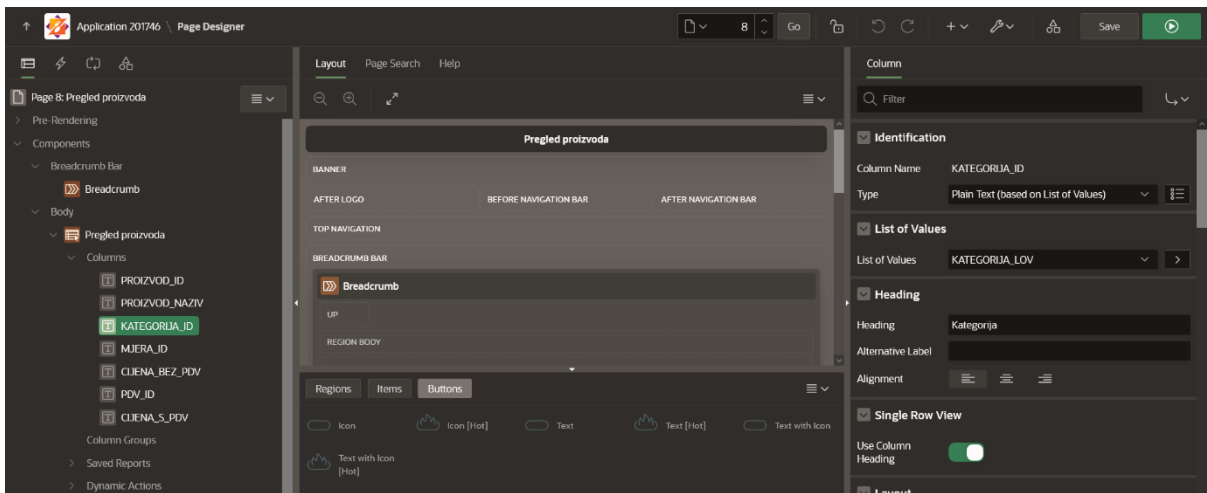 Application 201746 \ Page Designer
8
Go
Save
Page 8: Pregled proizvoda
Pre-Rendering
Components
Breadcrumb Bar
Breadcrumb
Body
Pregled proizvoda
Columns
PROIZVOD_ID
PROIZVOD_NAZIV
KATEGORIJA_ID
MJERA_ID
CIJENA_BEZ_PDV
PDV_ID
CIJENA_S_PDV
Column Groups
Saved Reports
Dynamic Actions
Layout Page Search Help
Pregled proizvoda
BANNER
AFTER LOGO BEFORE NAVIGATION BAR AFTER NAVIGATION BAR
TOP NAVIGATION
BREADCRUMB BAR
Breadcrumb
UP
REGION BODY
Regions Items Buttons
Icon Icon [Hot] Text Text [Hot] Text with Icon
Text with Icon
[Hot]
Column
Filter
Identification
Column Name KATEGORIJA_ID
Type Plain Text (based on List of Values)
List of Values
List of Values KATEGORIJA_LOV
Heading
Heading Kategorija
Alternative Label
Alignment
Single Row View
Use Column
Heading
Layout